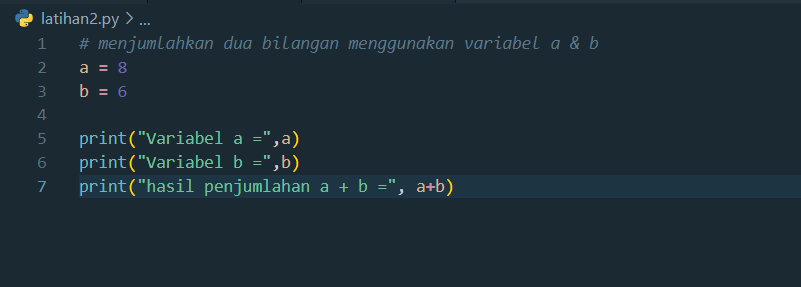 latihan2.py > ...
1 # menjumlahkan dua bilangan menggunakan variabel a & b
2 a = 8
3 b = 6
4
5 print("Variabel a =",a)
6 print("Variabel b =",b)
7 print("hasil penjumlahan a + b =", a+b)